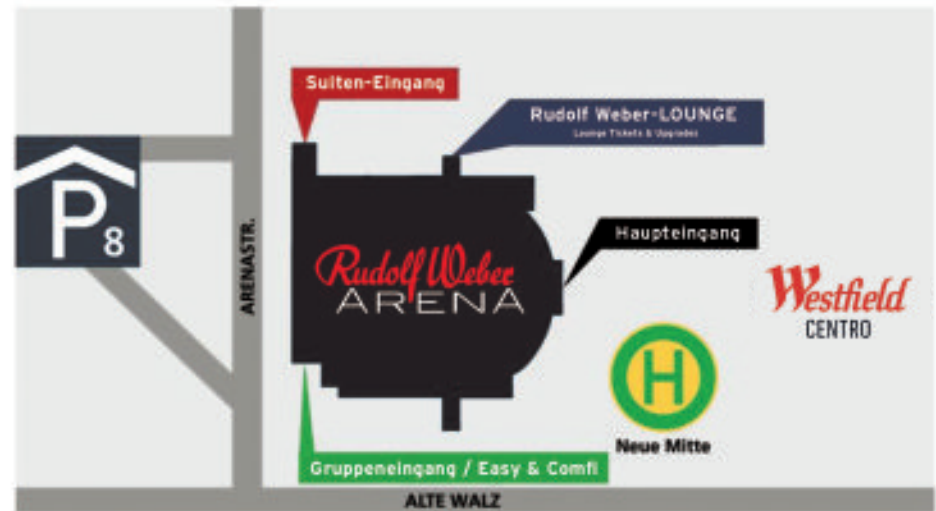 Suiten-Eingang
Rudolf Weber-LOUNGE
Lounge Tickets & Upgrades
P8
ARENASTR.
Haupteingang
Rudolf Weber
ARENA
Westfield
CENTRO
H
Neue Mitte
Gruppeneingang / Easy & Comfi
ALTE WALZ